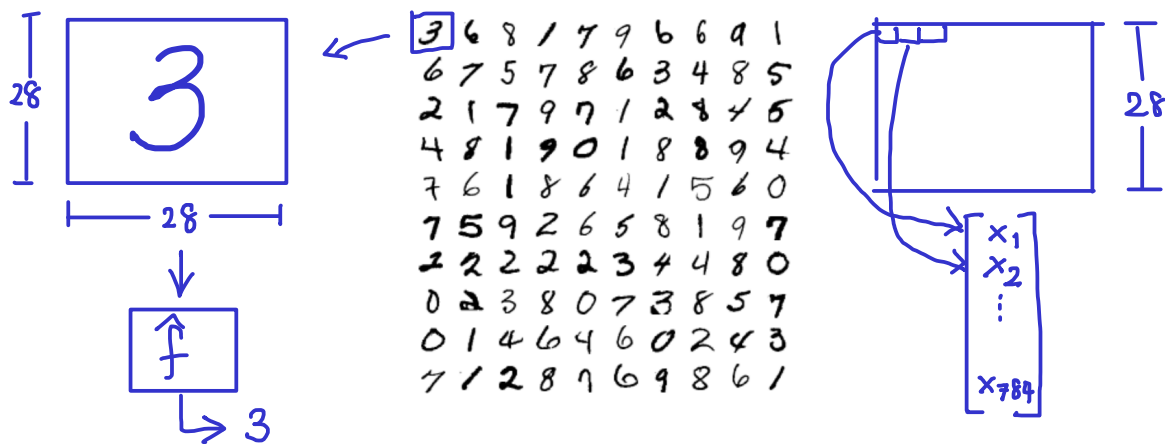 28
3
28
f
3
3 6 8 1 7 9 6 6 9 1
6 7 5 7 8 6 3 4 8 5
2 1 7 9 7 1 2 8 4 5
4 8 1 9 0 1 8 8 9 4
7 6 1 8 6 4 1 5 6 0
7 5 9 2 6 5 8 1 9 7
2 2 2 2 2 3 4 4 8 0
0 2 3 8 0 7 3 8 5 7
0 1 4 6 4 6 0 2 4 3
7 1 2 8 7 6 9 8 6 1
28
x1
x2
⋮
x784